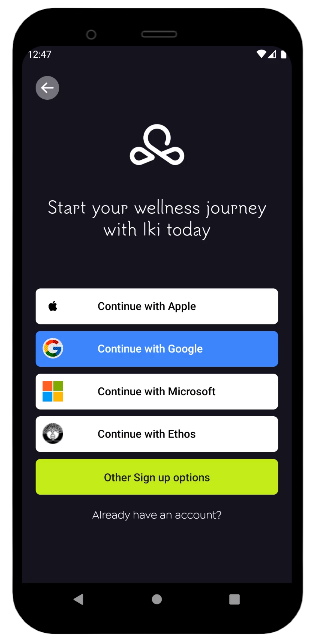 12:47
Start your wellness journey
with Iki today
Continue with Apple
Continue with Google
Continue with Microsoft
Continue with Ethos
Other Sign up options
Already have an account?